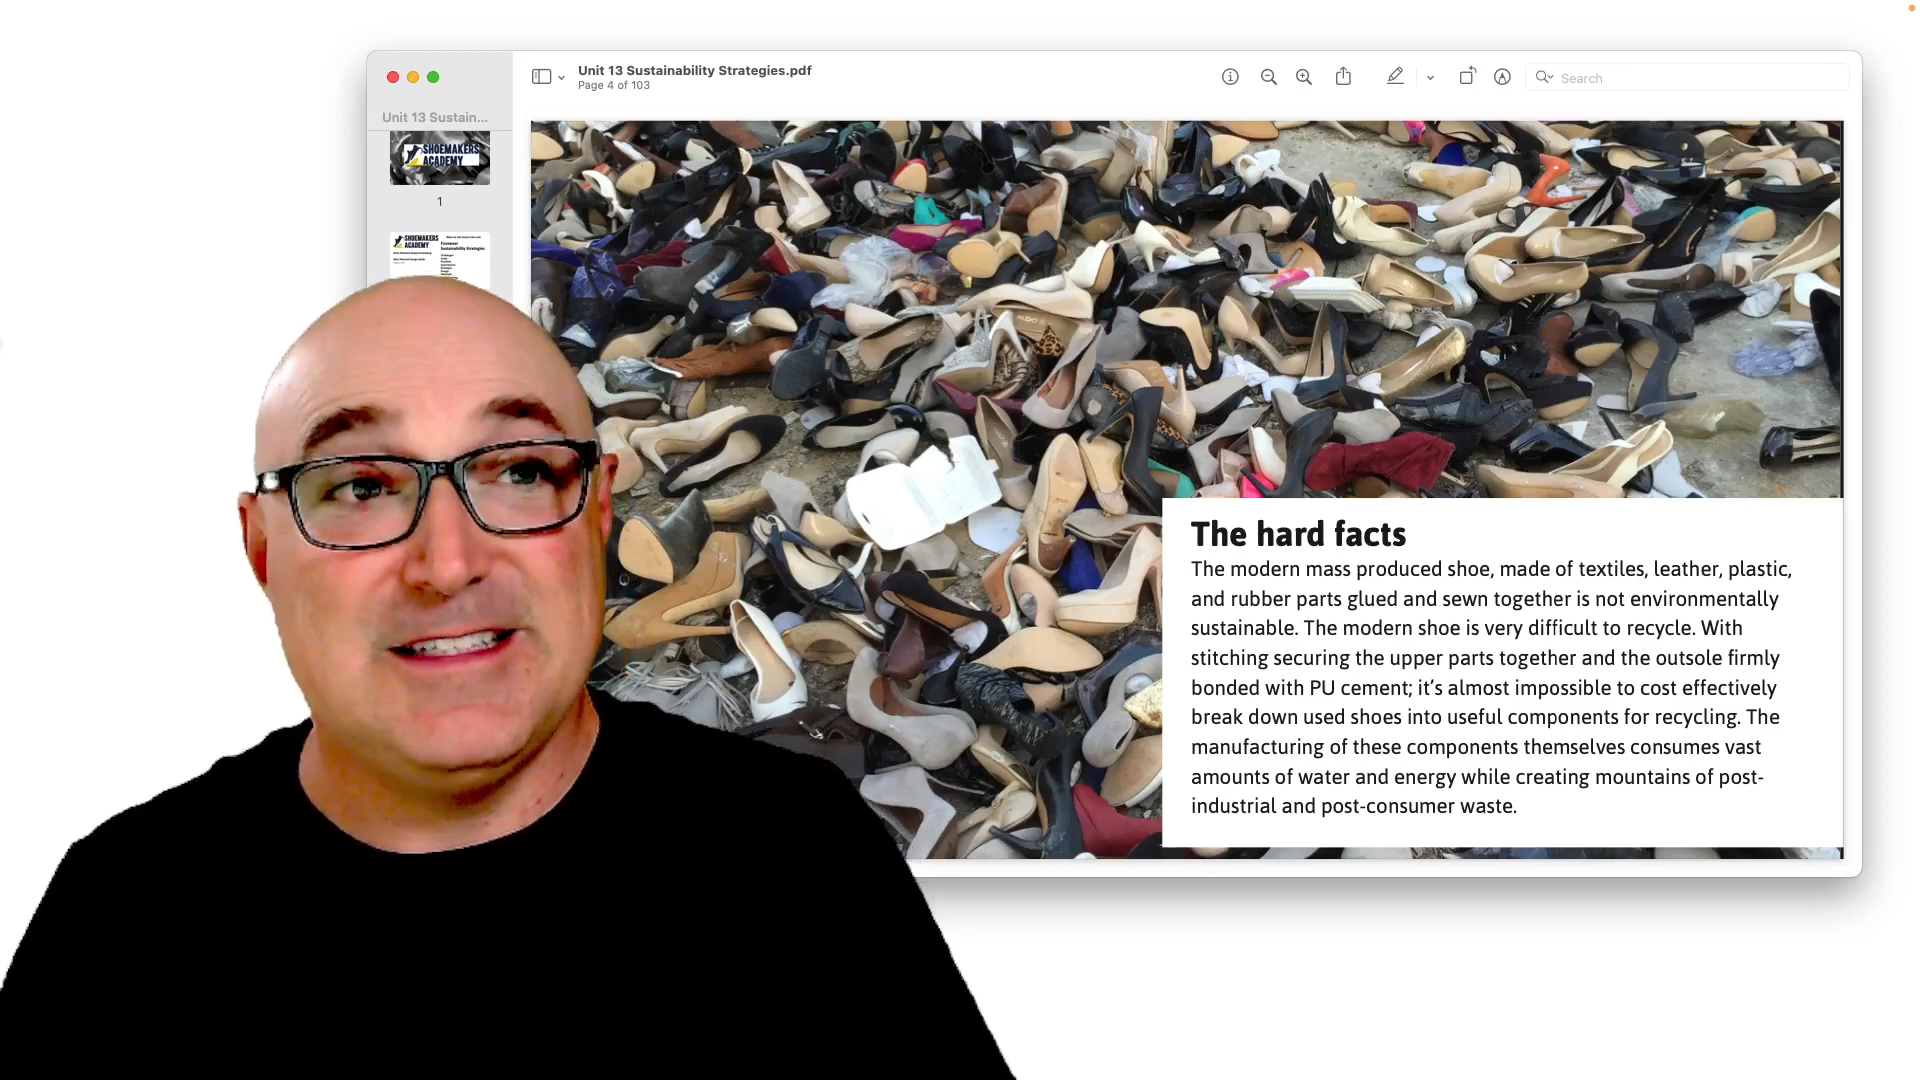 Unit 13 Sustainability Strategies.pdf
Page 4 of 103
Search
Unit 13 Sustain...
SHOEMAKERS
ACADEMY
1
SHOEMAKERS
ACADEMY
Footwear
Sustainability Strategies
The hard facts
The modern mass produced shoe, made of textiles, leather, plastic,
and rubber parts glued and sewn together is not environmentally
sustainable. The modern shoe is very difficult to recycle. With
stitching securing the upper parts together and the outsole firmly
bonded with PU cement; it’s almost impossible to cost effectively
break down used shoes into useful components for recycling. The
manufacturing of these components themselves consumes vast
amounts of water and energy while creating mountains of post-
industrial and post-consumer waste.